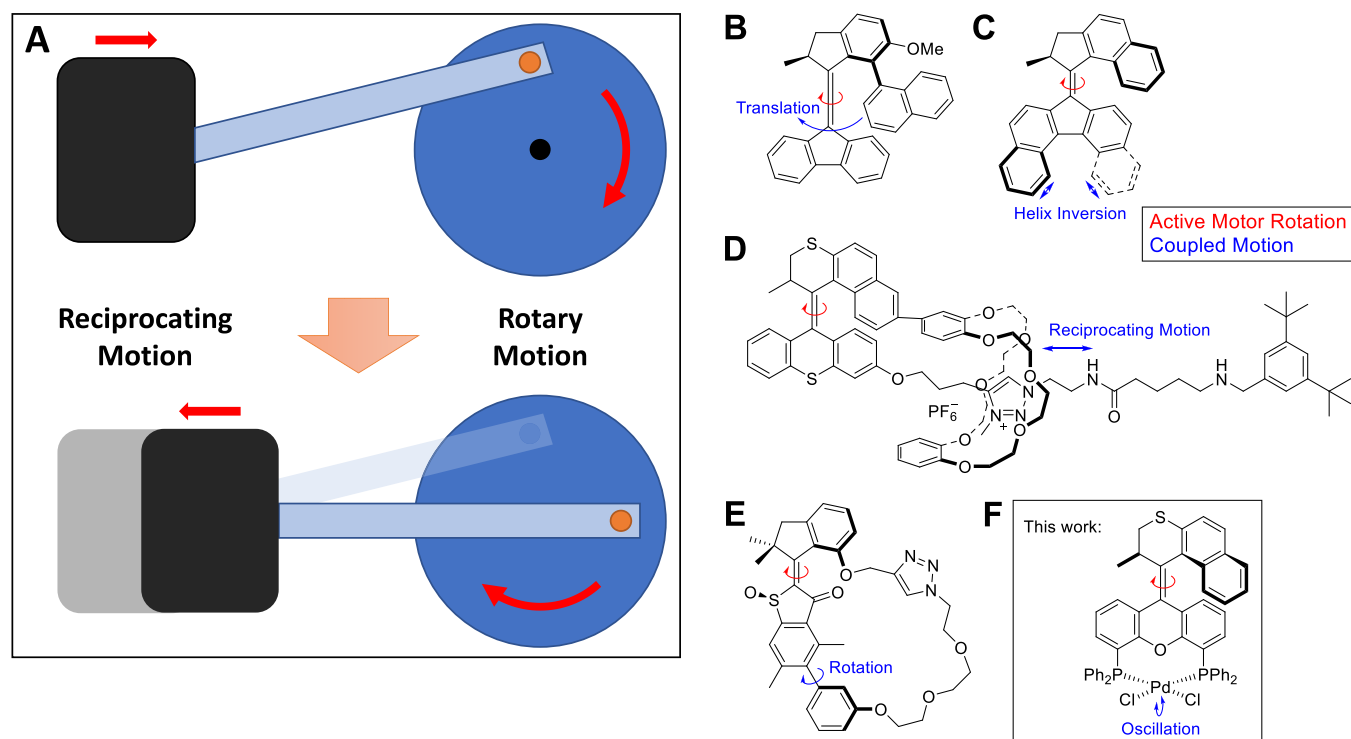 A
Reciprocating
Motion
Rotary
Motion
B
OMe
Translation
C
Helix Inversion
Active Motor Rotation
Coupled Motion
D
S
S
O
O
O
O
O
O
O
O
O
Reciprocating Motion
N
N
N
+
PF6−
H
N
O
H
N
E
O
N
N
N
O
S
O
Rotation
O
O
O
O
F
This work:
S
O
Ph2P
PPh2
Pd
Cl
Cl
Oscillation